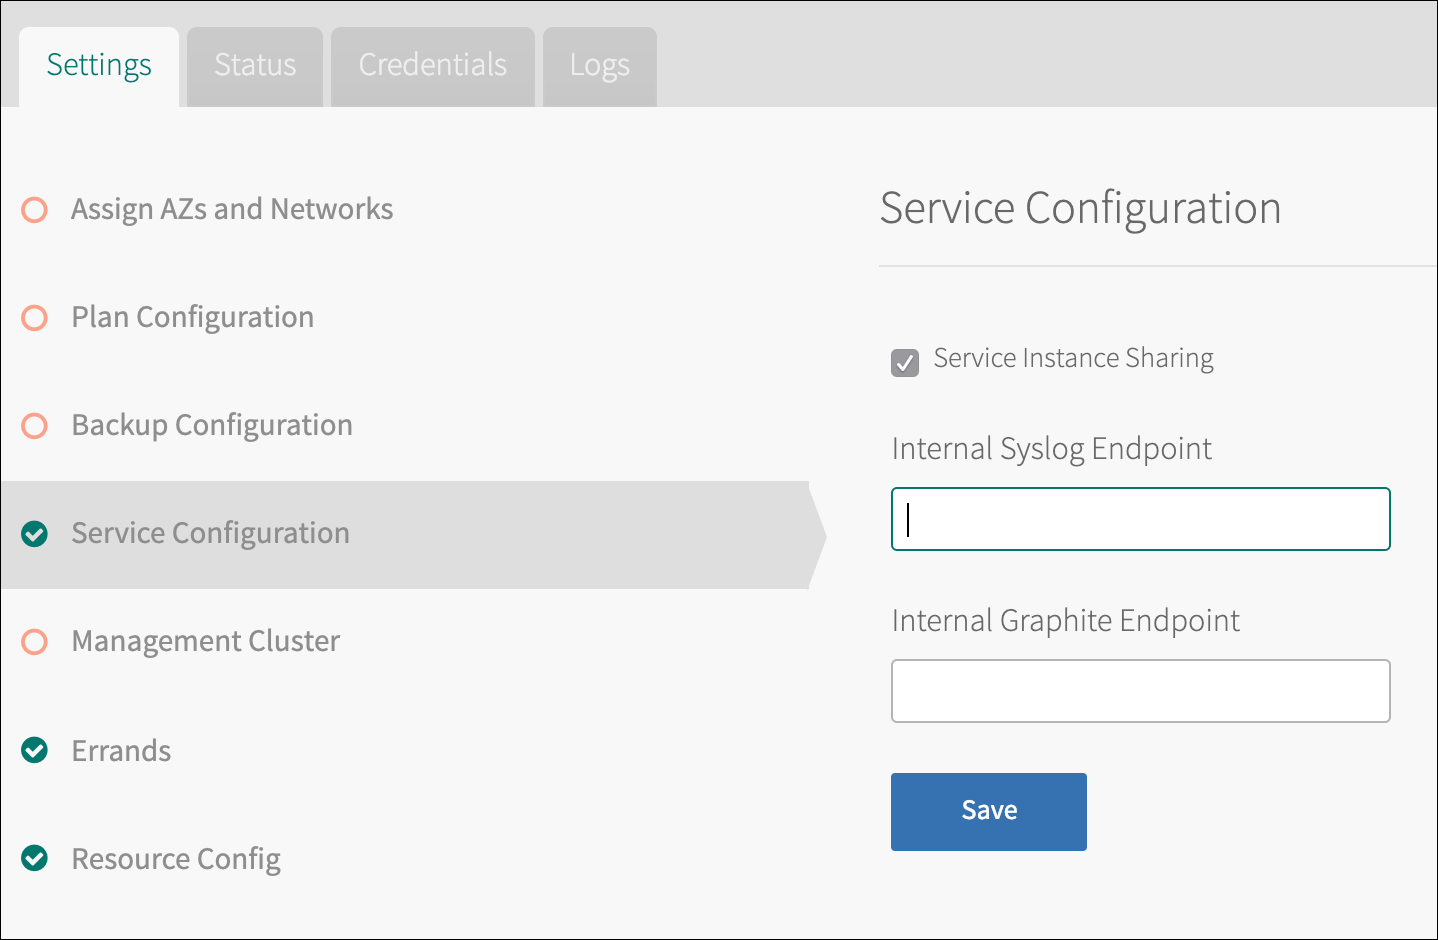 Settings
Status
Credentials
Logs
Assign AZs and Networks
Plan Configuration
Backup Configuration
Service Configuration
Management Cluster
Errands
Resource Config
Service Configuration
Service Instance Sharing
Internal Syslog Endpoint
Internal Graphite Endpoint
Save